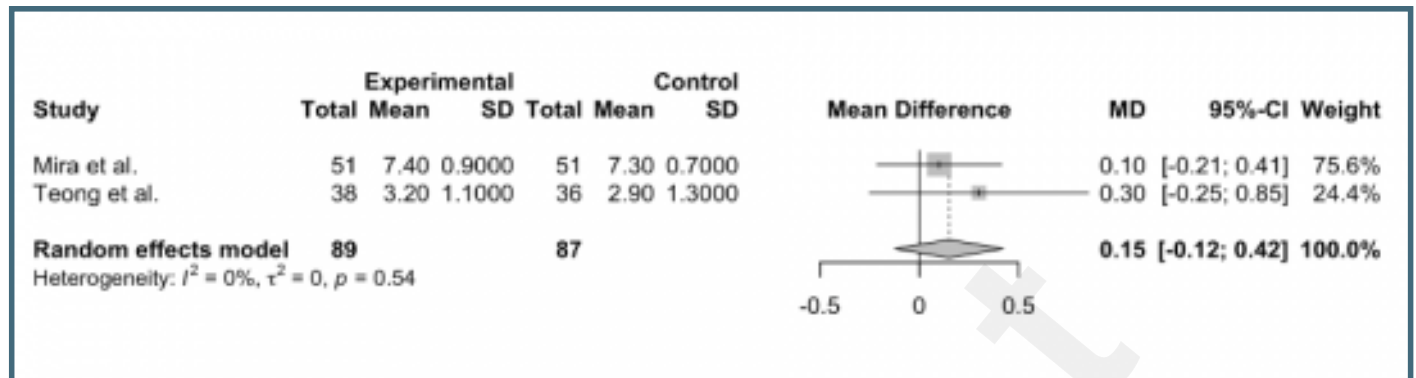 Experimental Control
Study Total Mean SD Total Mean SD Mean Difference MD 95%-CI Weight
Mira et al. 51 7.40 0.9000 51 7.30 0.7000 0.10 [-0.21; 0.41] 75.6%
Teong et al. 38 3.20 1.1000 36 2.90 1.3000 0.30 [-0.25; 0.85] 24.4%
Random effects model 89 87 0.15 [-0.12; 0.42] 100.0%
Heterogeneity: I² = 0%, τ² = 0, p = 0.54
-0.5 0 0.5
t